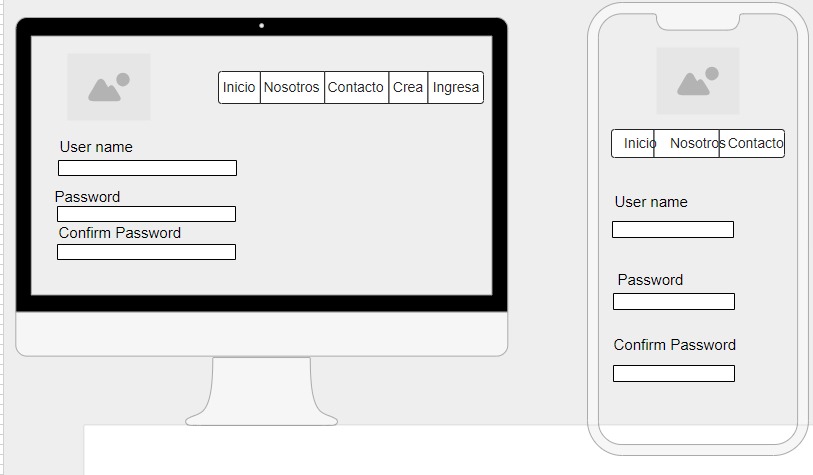 Inicio Nosotros Contacto Crea Ingresa
User name
Password
Confirm Password
Inicio Nosotros Contacto
User name
Password
Confirm Password